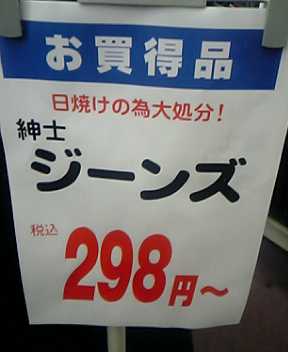 お買得品
日焼けの為大処分!
紳士
ジーンズ
税込
298円～